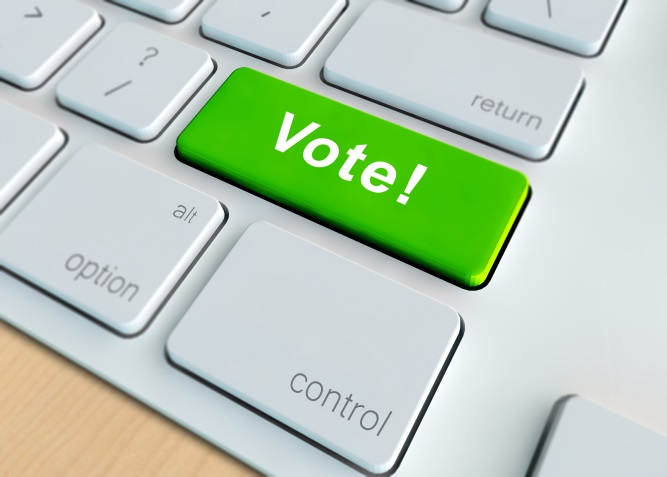 >
?
/
'
\
return
Vote!
alt
option
control